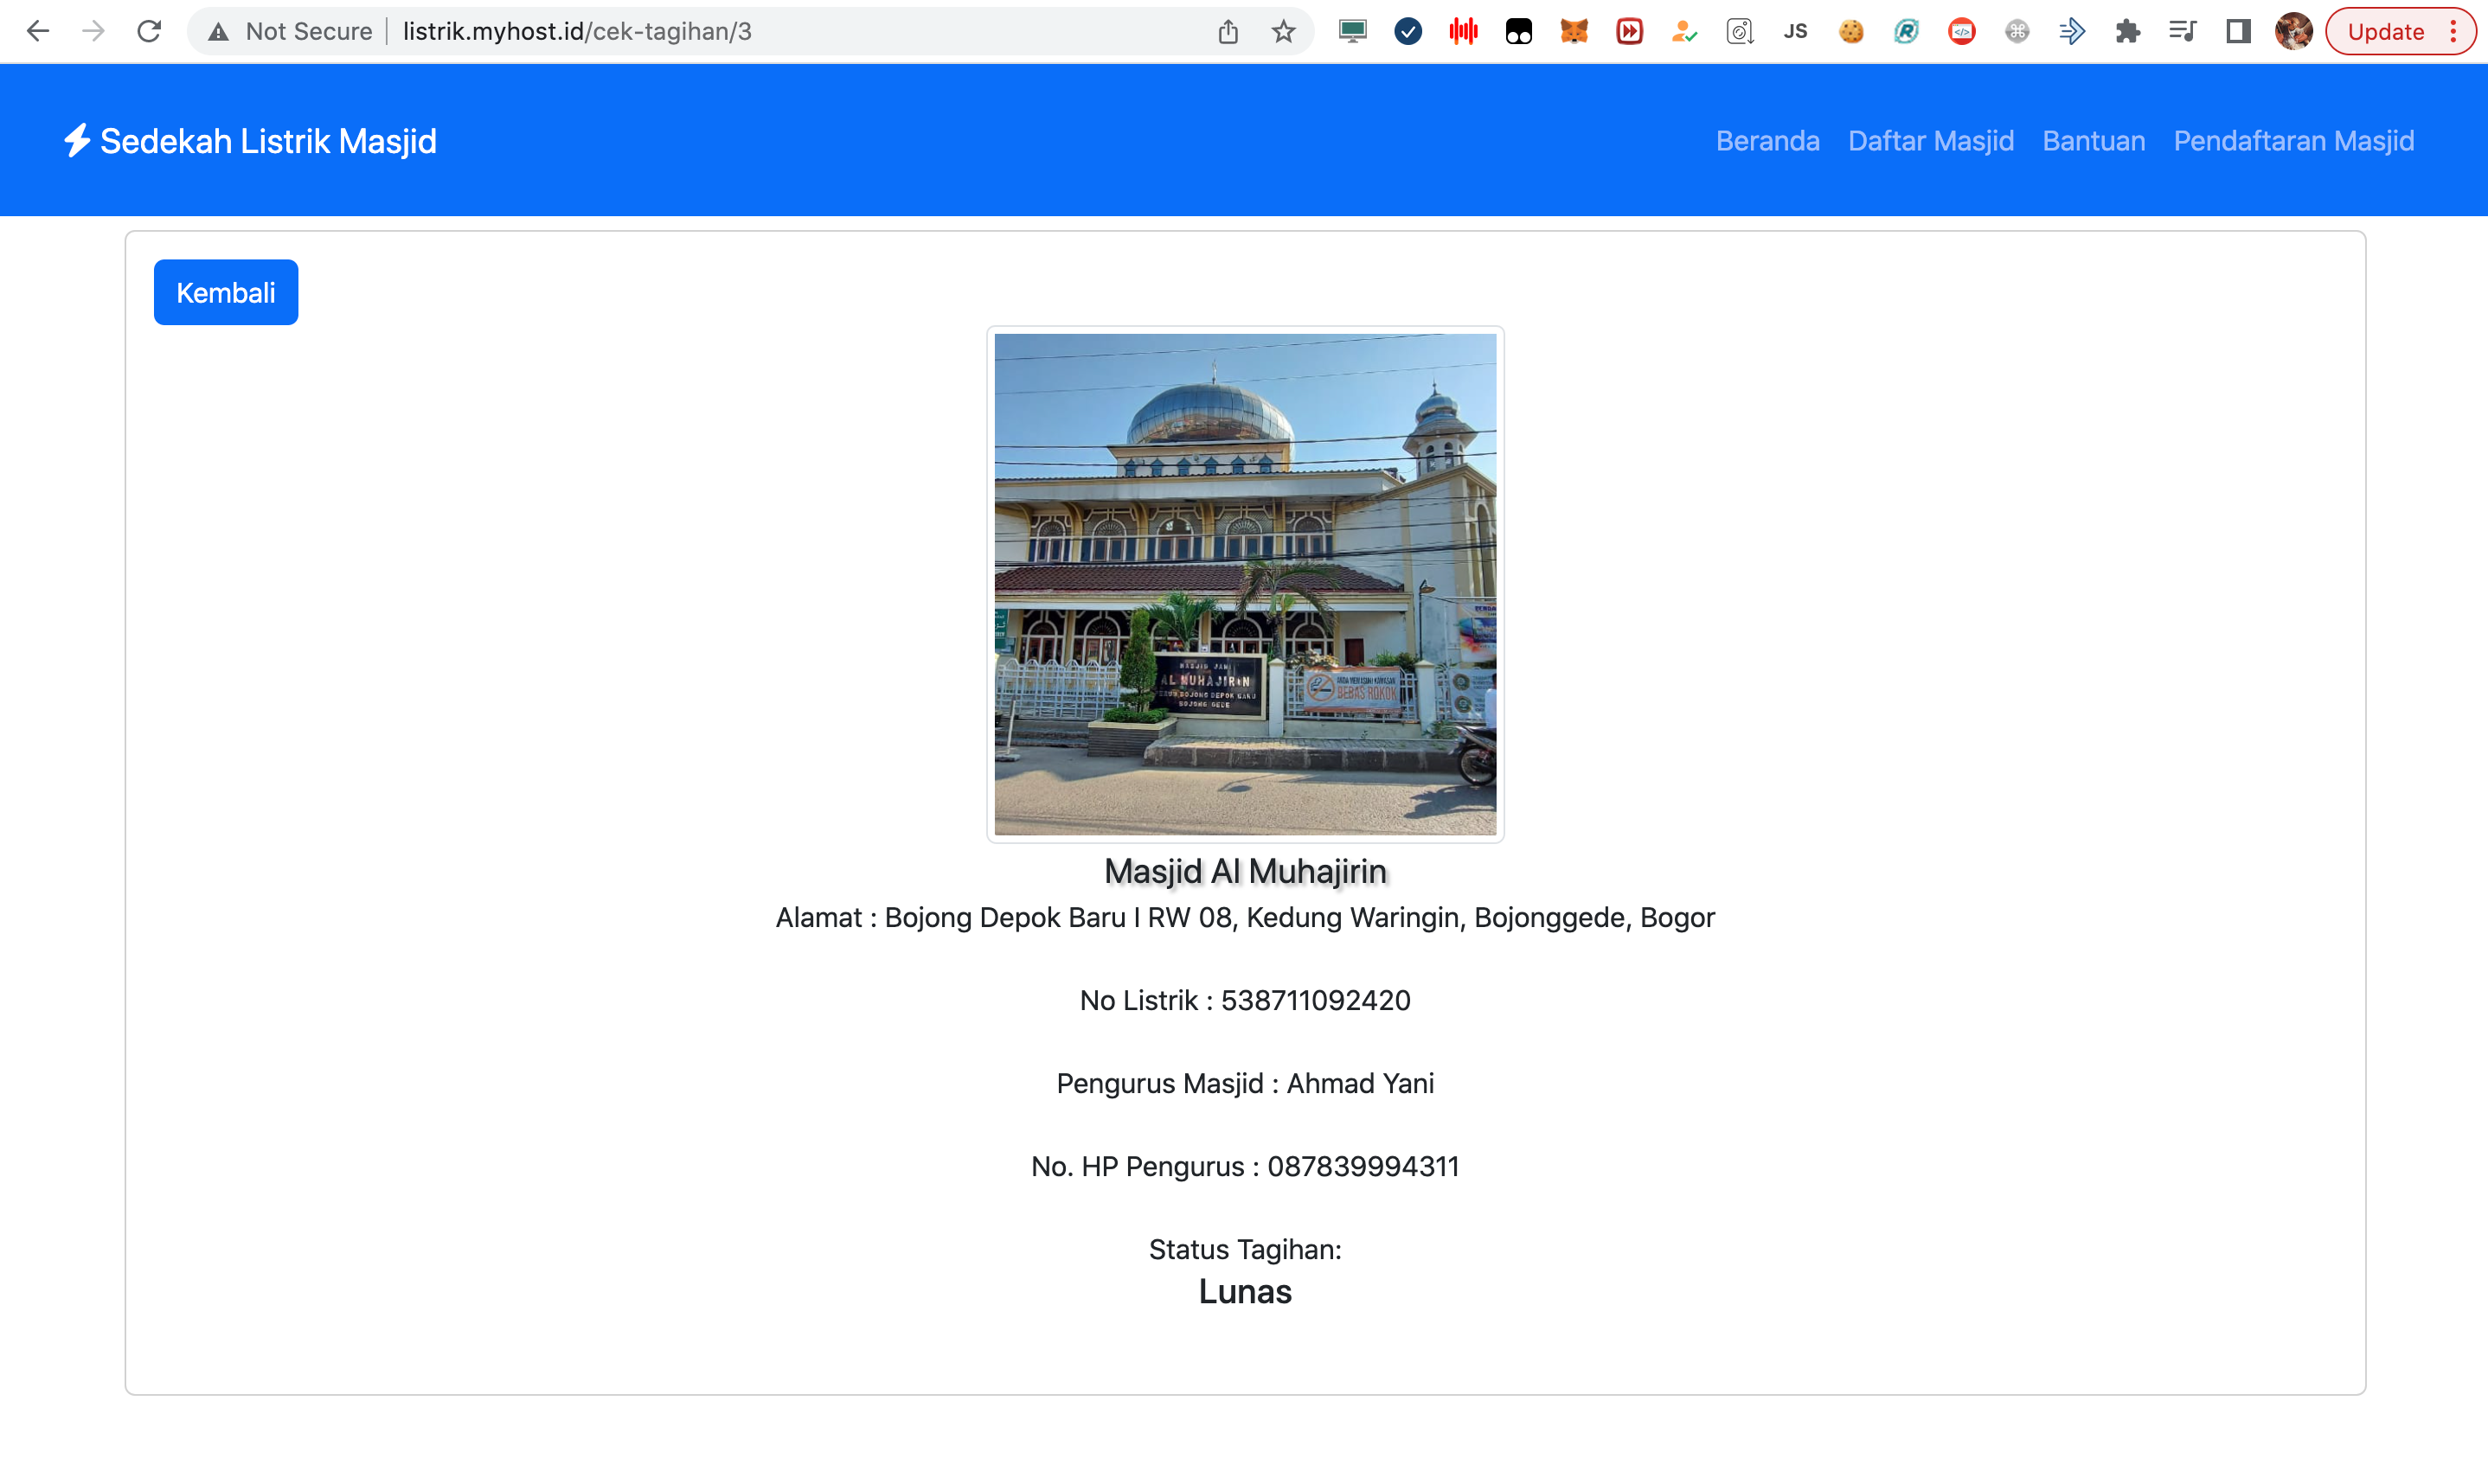 Not Secure
listrik.myhost.id/cek-tagihan/3
JS
Update
Sedekah Listrik Masjid
Beranda
Daftar Masjid
Bantuan
Pendaftaran Masjid
Kembali
MASJID JAMI
AL MUHAJIRIN
BOJONG DEPOK BARU
BOJONG GEDE
ANDA MEMASUKI KAWASAN
BEBAS ROKOK
Masjid Al Muhajirin
Alamat : Bojong Depok Baru I RW 08, Kedung Waringin, Bojonggede, Bogor
No Listrik : 538711092420
Pengurus Masjid : Ahmad Yani
No. HP Pengurus : 087839994311
Status Tagihan:
Lunas